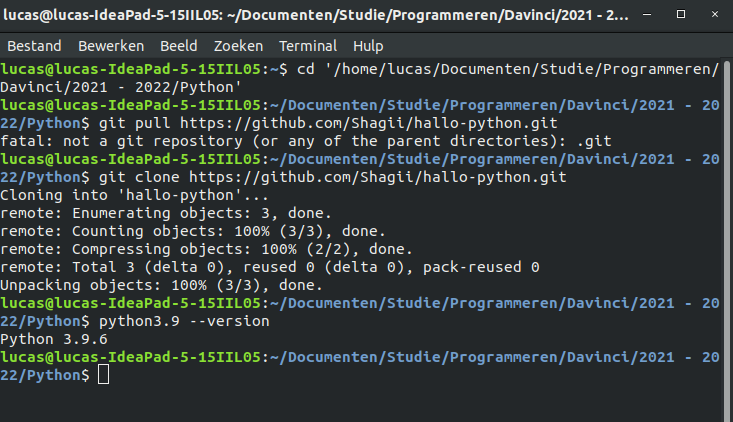 lucas@lucas-IdeaPad-5-15IIL05: ~/Documenten/Studie/Programmeren/Davinci/2021 - 2...
Bestand Bewerken Beeld Zoeken Terminal Hulp
lucas@lucas-IdeaPad-5-15IIL05:~$ cd '/home/lucas/Documenten/Studie/Programmeren/
Davinci/2021 - 2022/Python'
lucas@lucas-IdeaPad-5-15IIL05:~/Documenten/Studie/Programmeren/Davinci/2021 - 20
22/Python$ git pull https://github.com/Shagii/hallo-python.git
fatal: not a git repository (or any of the parent directories): .git
lucas@lucas-IdeaPad-5-15IIL05:~/Documenten/Studie/Programmeren/Davinci/2021 - 20
22/Python$ git clone https://github.com/Shagii/hallo-python.git
Cloning into 'hallo-python'...
remote: Enumerating objects: 3, done.
remote: Counting objects: 100% (3/3), done.
remote: Compressing objects: 100% (2/2), done.
remote: Total 3 (delta 0), reused 0 (delta 0), pack-reused 0
Unpacking objects: 100% (3/3), done.
lucas@lucas-IdeaPad-5-15IIL05:~/Documenten/Studie/Programmeren/Davinci/2021 - 20
22/Python$ python3.9 --version
Python 3.9.6
lucas@lucas-IdeaPad-5-15IIL05:~/Documenten/Studie/Programmeren/Davinci/2021 - 20
22/Python$